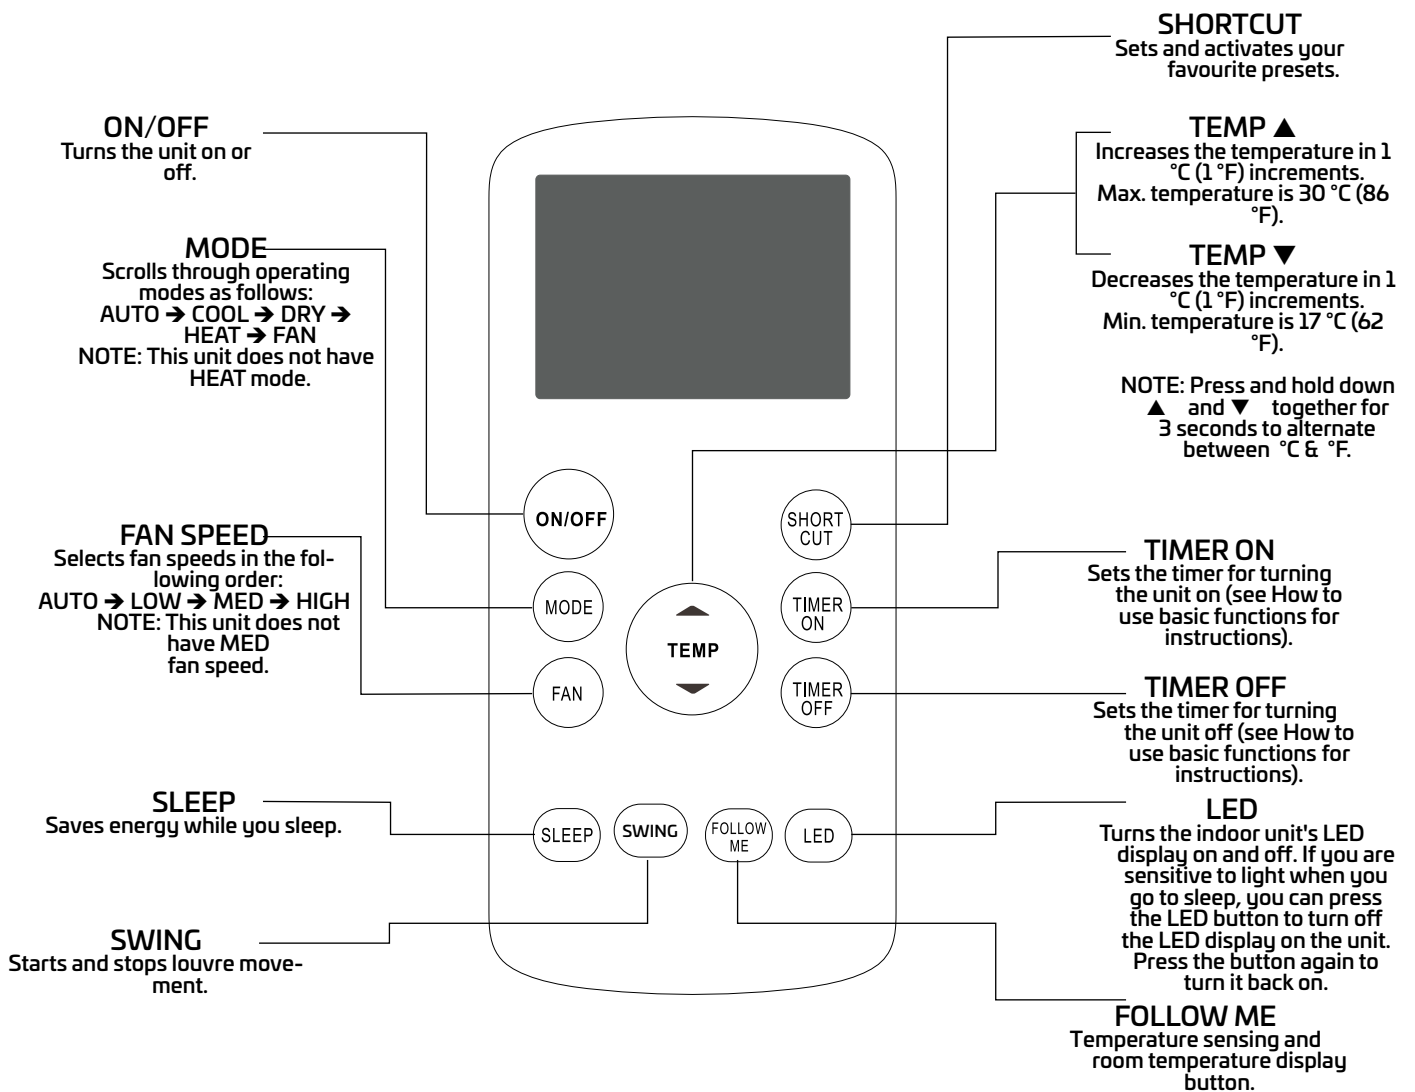 SHORTCUT
Sets and activates your
favourite presets.
ON/OFF
Turns the unit on or
off.
TEMP ▲
Increases the temperature in 1
°C (1 °F) increments.
Max. temperature is 30 °C (86
°F).
MODE
Scrolls through operating
modes as follows:
AUTO ➔ COOL ➔ DRY ➔
HEAT ➔ FAN
NOTE: This unit does not have
HEAT mode.
TEMP ▼
Decreases the temperature in 1
°C (1 °F) increments.
Min. temperature is 17 °C (62
°F).
NOTE: Press and hold down
▲ and ▼ together for
3 seconds to alternate
between °C & °F.
FAN SPEED
Selects fan speeds in the fol-
lowing order:
AUTO ➔ LOW ➔ MED ➔ HIGH
NOTE: This unit does not
have MED
fan speed.
ON/OFF
SHORT
CUT
MODE
TEMP
TIMER
ON
FAN
TIMER
OFF
TIMER ON
Sets the timer for turning
the unit on (see How to
use basic functions for
instructions).
TIMER OFF
Sets the timer for turning
the unit off (see How to
use basic functions for
instructions).
SLEEP
Saves energy while you sleep.
SLEEP
SWING
FOLLOW
ME
LED
LED
Turns the indoor unit's LED
display on and off. If you are
sensitive to light when you
go to sleep, you can press
the LED button to turn off
the LED display on the unit.
Press the button again to
turn it back on.
SWING
Starts and stops louvre move-
ment.
FOLLOW ME
Temperature sensing and
room temperature display
button.